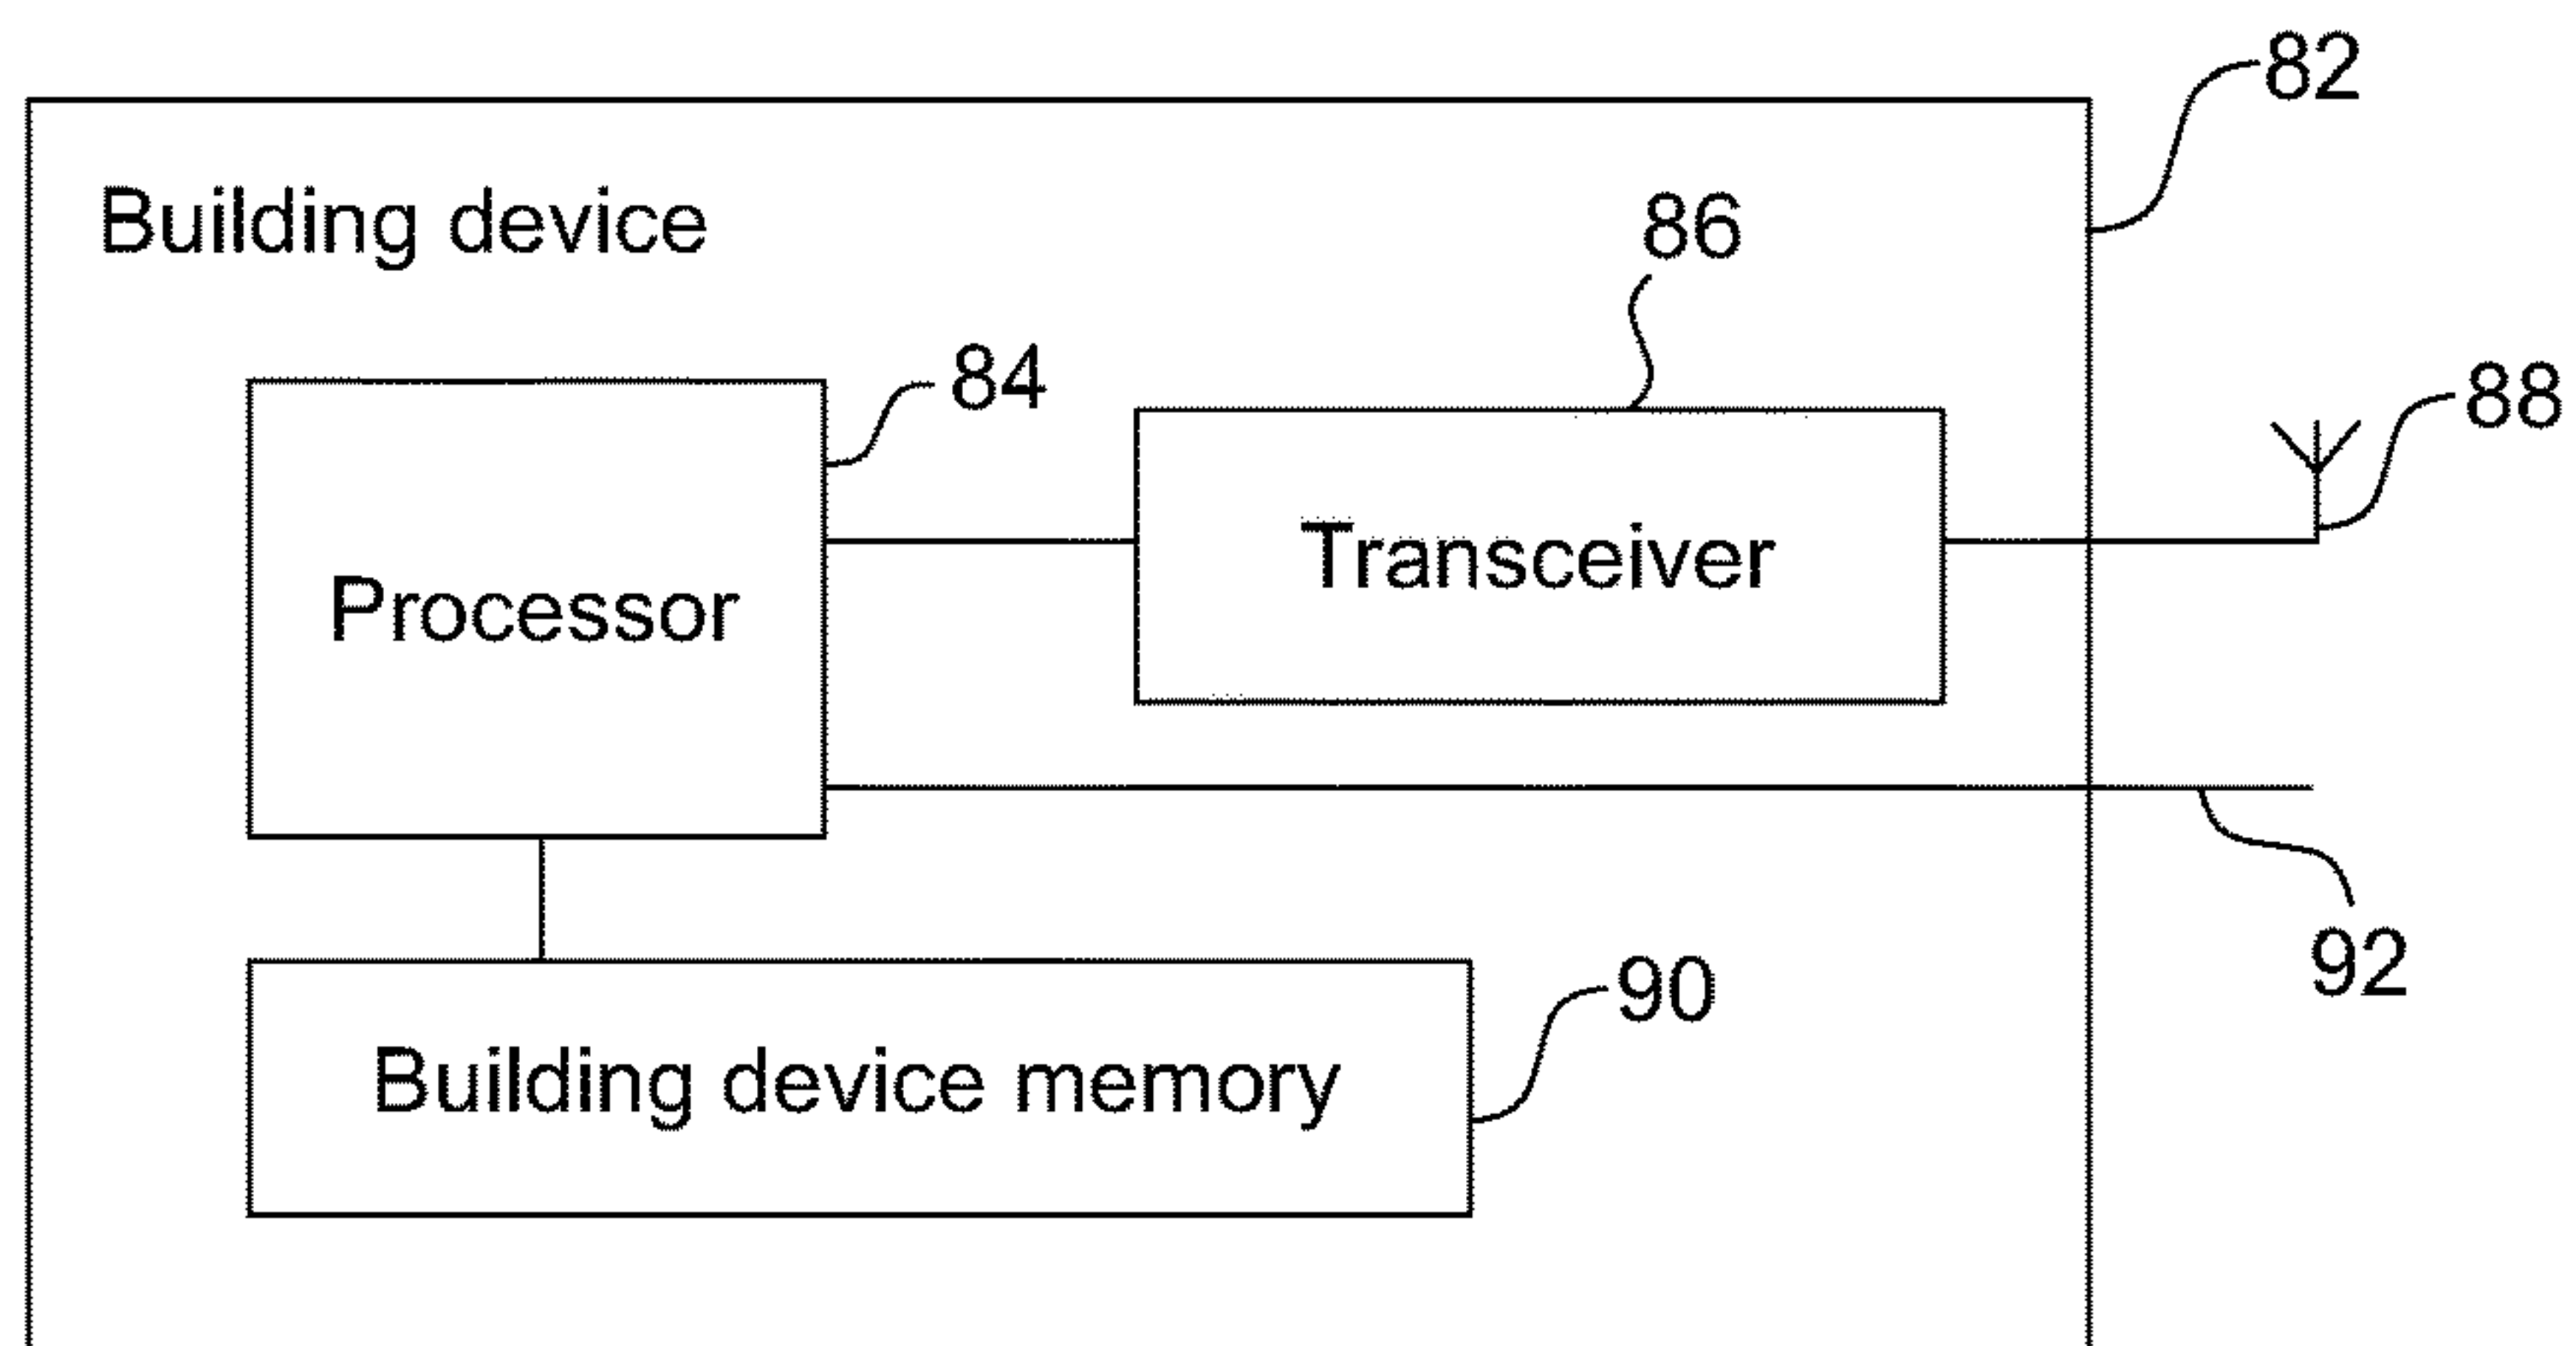 82
Building device
86
84
88
Transceiver
Processor
92
90
Building device memory